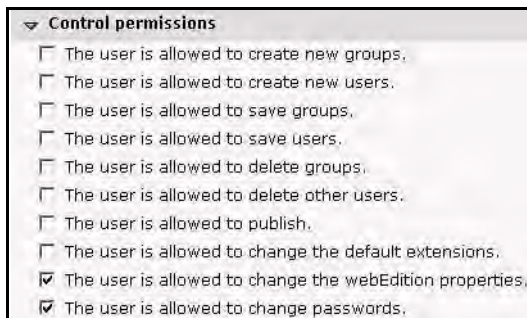 Control permissions
The user is allowed to create new groups.
The user is allowed to create new users.
The user is allowed to save groups.
The user is allowed to save users.
The user is allowed to delete groups.
The user is allowed to delete other users.
The user is allowed to publish.
The user is allowed to change the default extensions.
The user is allowed to change the webEdition properties.
The user is allowed to change passwords.